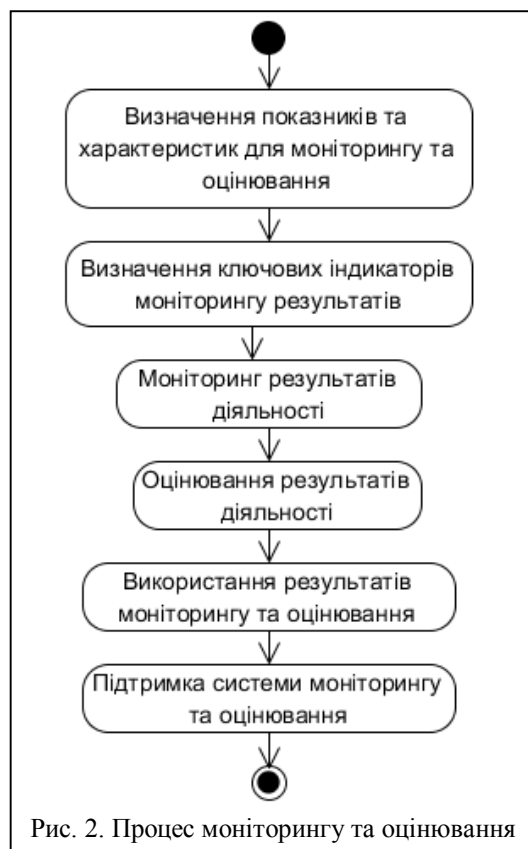 Визначення показників та
характеристик для моніторингу та
оцінювання
Визначення ключових індикаторів
моніторингу результатів
Моніторинг результатів
діяльності
Оцінювання результатів
діяльності
Використання результатів
моніторингу та оцінювання
Підтримка системи моніторингу
та оцінювання
Рис. 2. Процес моніторингу та оцінювання